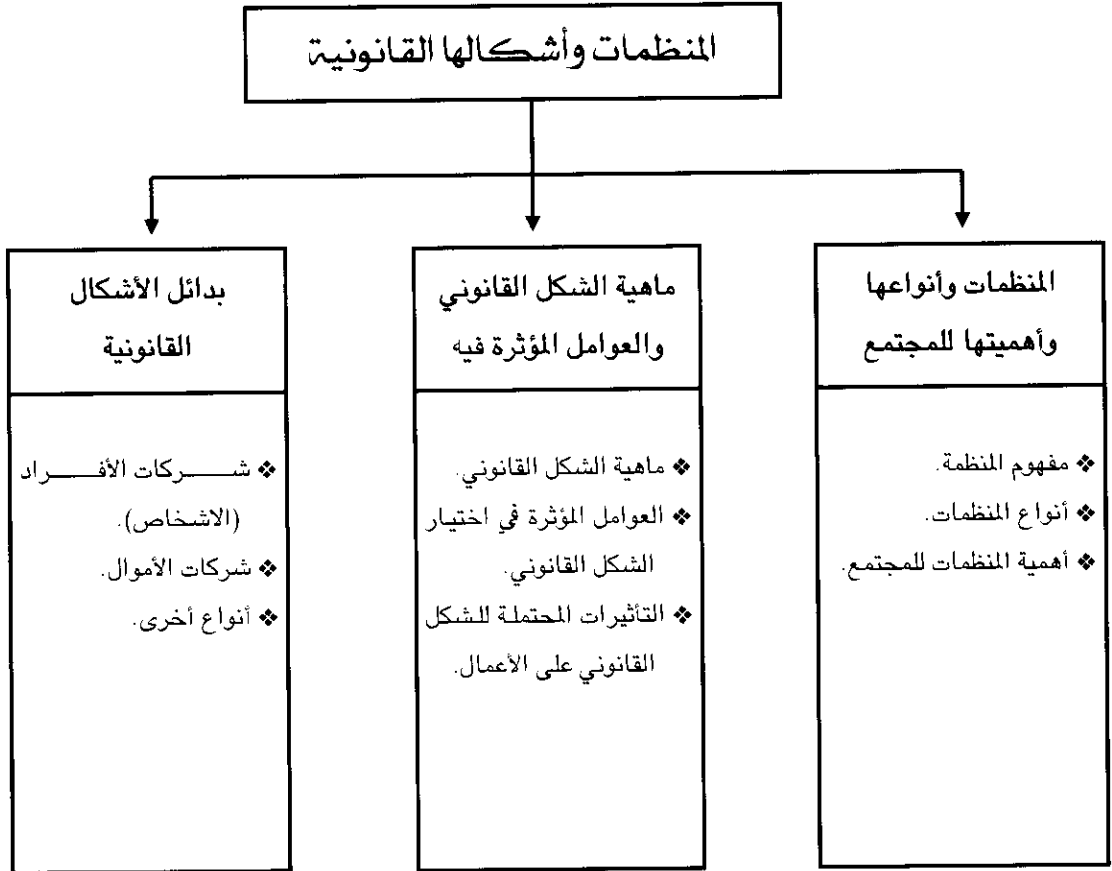 المنظمات وأشكالها القانونية
المنظمات وأنواعها
وأهميتها للمجتمع
❖ مفهوم المنظمة.
❖ أنواع المنظمات.
❖ أهمية المنظمات للمجتمع.
ماهية الشكل القانوني
والعوامل المؤثرة فيه
❖ ماهية الشكل القانوني.
❖ العوامل المؤثرة في اختيار
الشكل القانوني.
❖ التأثيرات المحتملة للشكل
القانوني على الأعمال.
بدائل الأشكال
القانونية
❖ شـــــركات الأفـــــراد
(الاشخاص).
❖ شركات الأموال.
❖ أنواع أخرى.